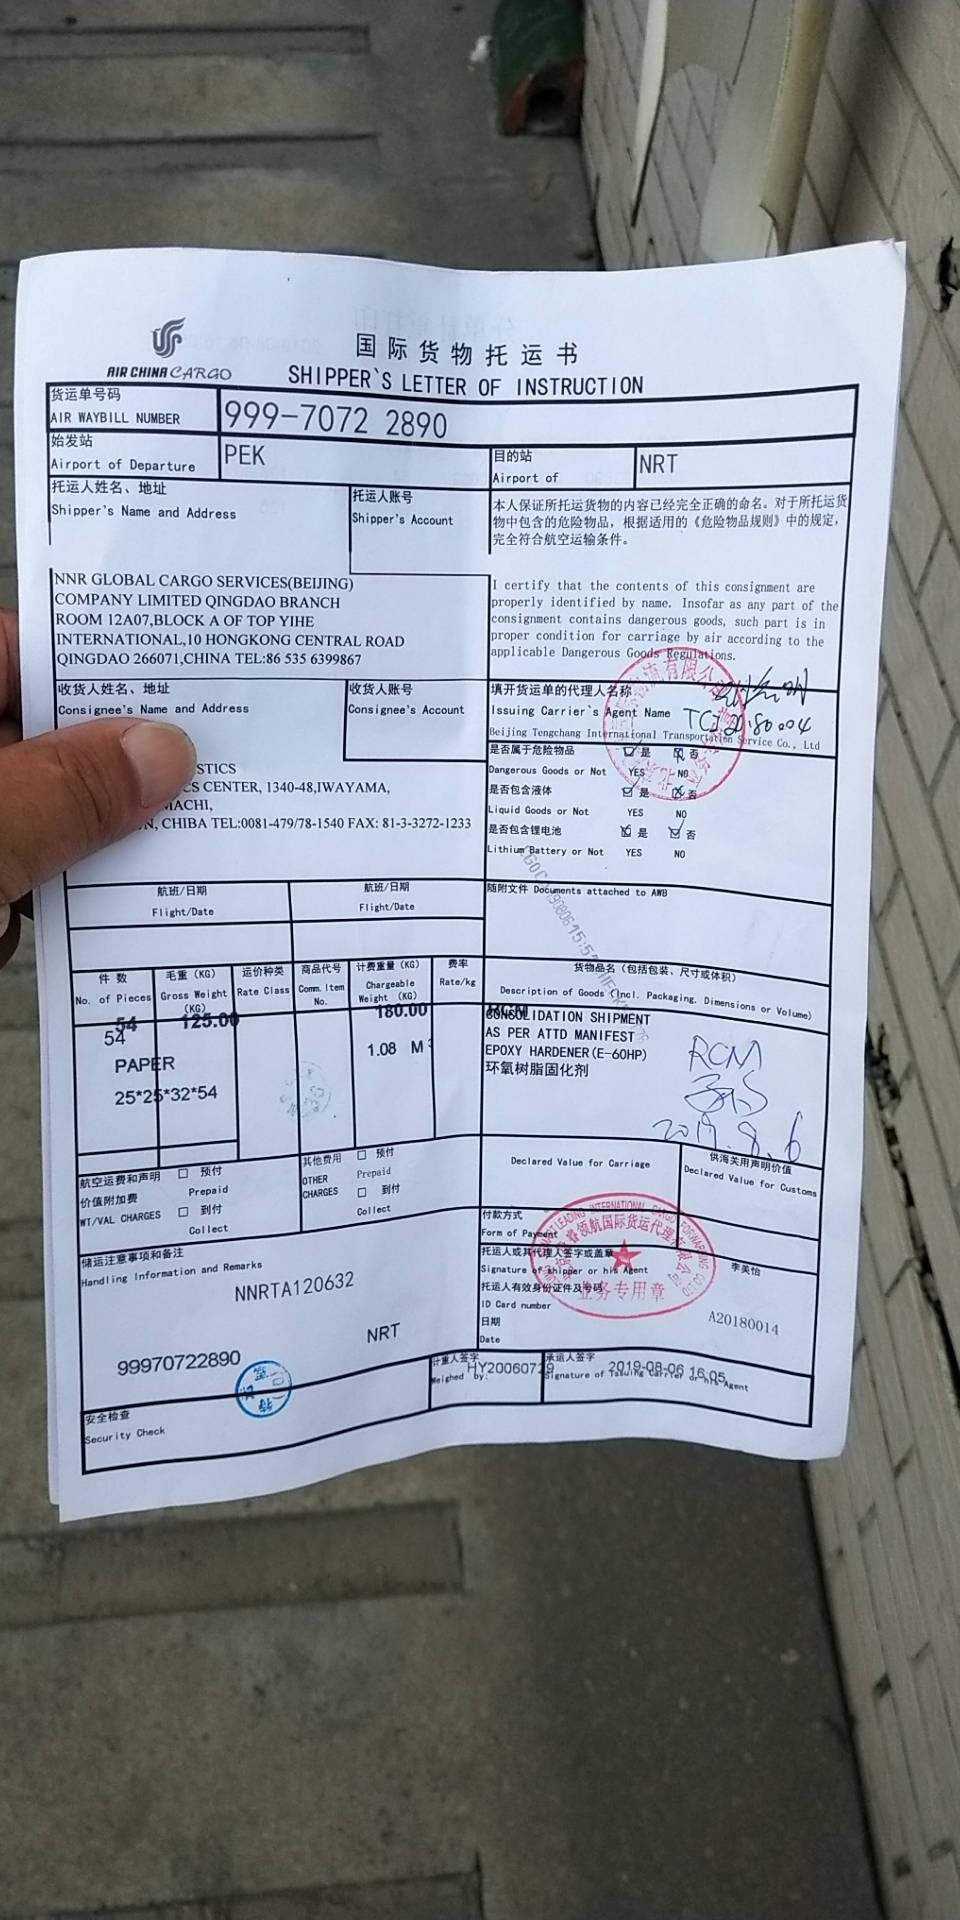 AIR CHINA CARGO
国际货物托运书
SHIPPER`S LETTER OF INSTRUCTION
货运单号码
AIR WAYBILL NUMBER
999-7072 2890
始发站
Airport of Departure
PEK
目的站
Airport of
NRT
托运人姓名、地址
Shipper's Name and Address
托运人账号
Shipper's Account
本人保证所托运货物的内容已经完全正确的命名。对于所托运货
物中包含的危险物品，根据适用的《危险物品规则》中的规定，
完全符合航空运输条件。
NNR GLOBAL CARGO SERVICES(BEIJING)
COMPANY LIMITED QINGDAO BRANCH
ROOM 12A07,BLOCK A OF TOP YIHE
INTERNATIONAL,10 HONGKONG CENTRAL ROAD
QINGDAO 266071,CHINA TEL:86 535 6399867
I certify that the contents of this consignment are
properly identified by name. Insofar as any part of the
consignment contains dangerous goods, such part is in
proper condition for carriage by air according to the
applicable Dangerous Goods Regulations.
收货人姓名、地址
Consignee's Name and Address
收货人账号
Consignee's Account
STICS
CS CENTER, 1340-48,IWAYAMA,
MACHI,
N, CHIBA TEL:0081-479/78-1540 FAX: 81-3-3272-1233
填开货运单的代理人名称
Issuing Carrier`s Agent Name
TCJ20180004
Beijing Tengchang International Transportation Service Co., Ltd
是否属于危险物品 是 否
Dangerous Goods or Not YES NO
是否包含液体 是 否
Liquid Goods or Not YES NO
是否包含锂电池 是 否
Lithium Battery or Not YES NO
航班/日期
Flight/Date
航班/日期
Flight/Date
随附文件 Documents attached to AWB
件 数
No. of Pieces
毛重 (KG)
Gross Weight
(KG)
运价种类
Rate Class
商品代号
Comm. Item
No.
计费重量 (KG)
Chargeable
Weight (KG)
费率
Rate/kg
货物品名 (包括包装、尺寸或体积)
Description of Goods (Incl. Packaging, Dimensions or Volume)
54
125.00
180.00
54
PAPER
25*25*32*54
1.08 M³
CONSOLIDATION SHIPMENT
AS PER ATTD MANIFEST
EPOXY HARDENER(E-60HP)
环氧树脂固化剂
RCM
2019.8.6
航空运费和声明
价值附加费
WT/VAL CHARGES
预付
Prepaid
到付
Collect
其他费用
OTHER
CHARGES
预付
Prepaid
到付
Collect
Declared Value for Carriage
供海关用声明价值
Declared Value for Customs
付款方式
Form of Payment
储运注意事项和备注
Handling Information and Remarks
NNRTA120632
NRT
99970722890
托运人或其代理人签字或盖章
Signature of shipper or his Agent
李美怡
托运人有效身份证件及号码
ID Card number
A20180014
日期
Date
业务专用章
计重人签字
Weighed by:
HY20060729
承运人签字
2019-08-06 16:05
Signature of Issuing Carrier or his Agent
安全检查
Security Check